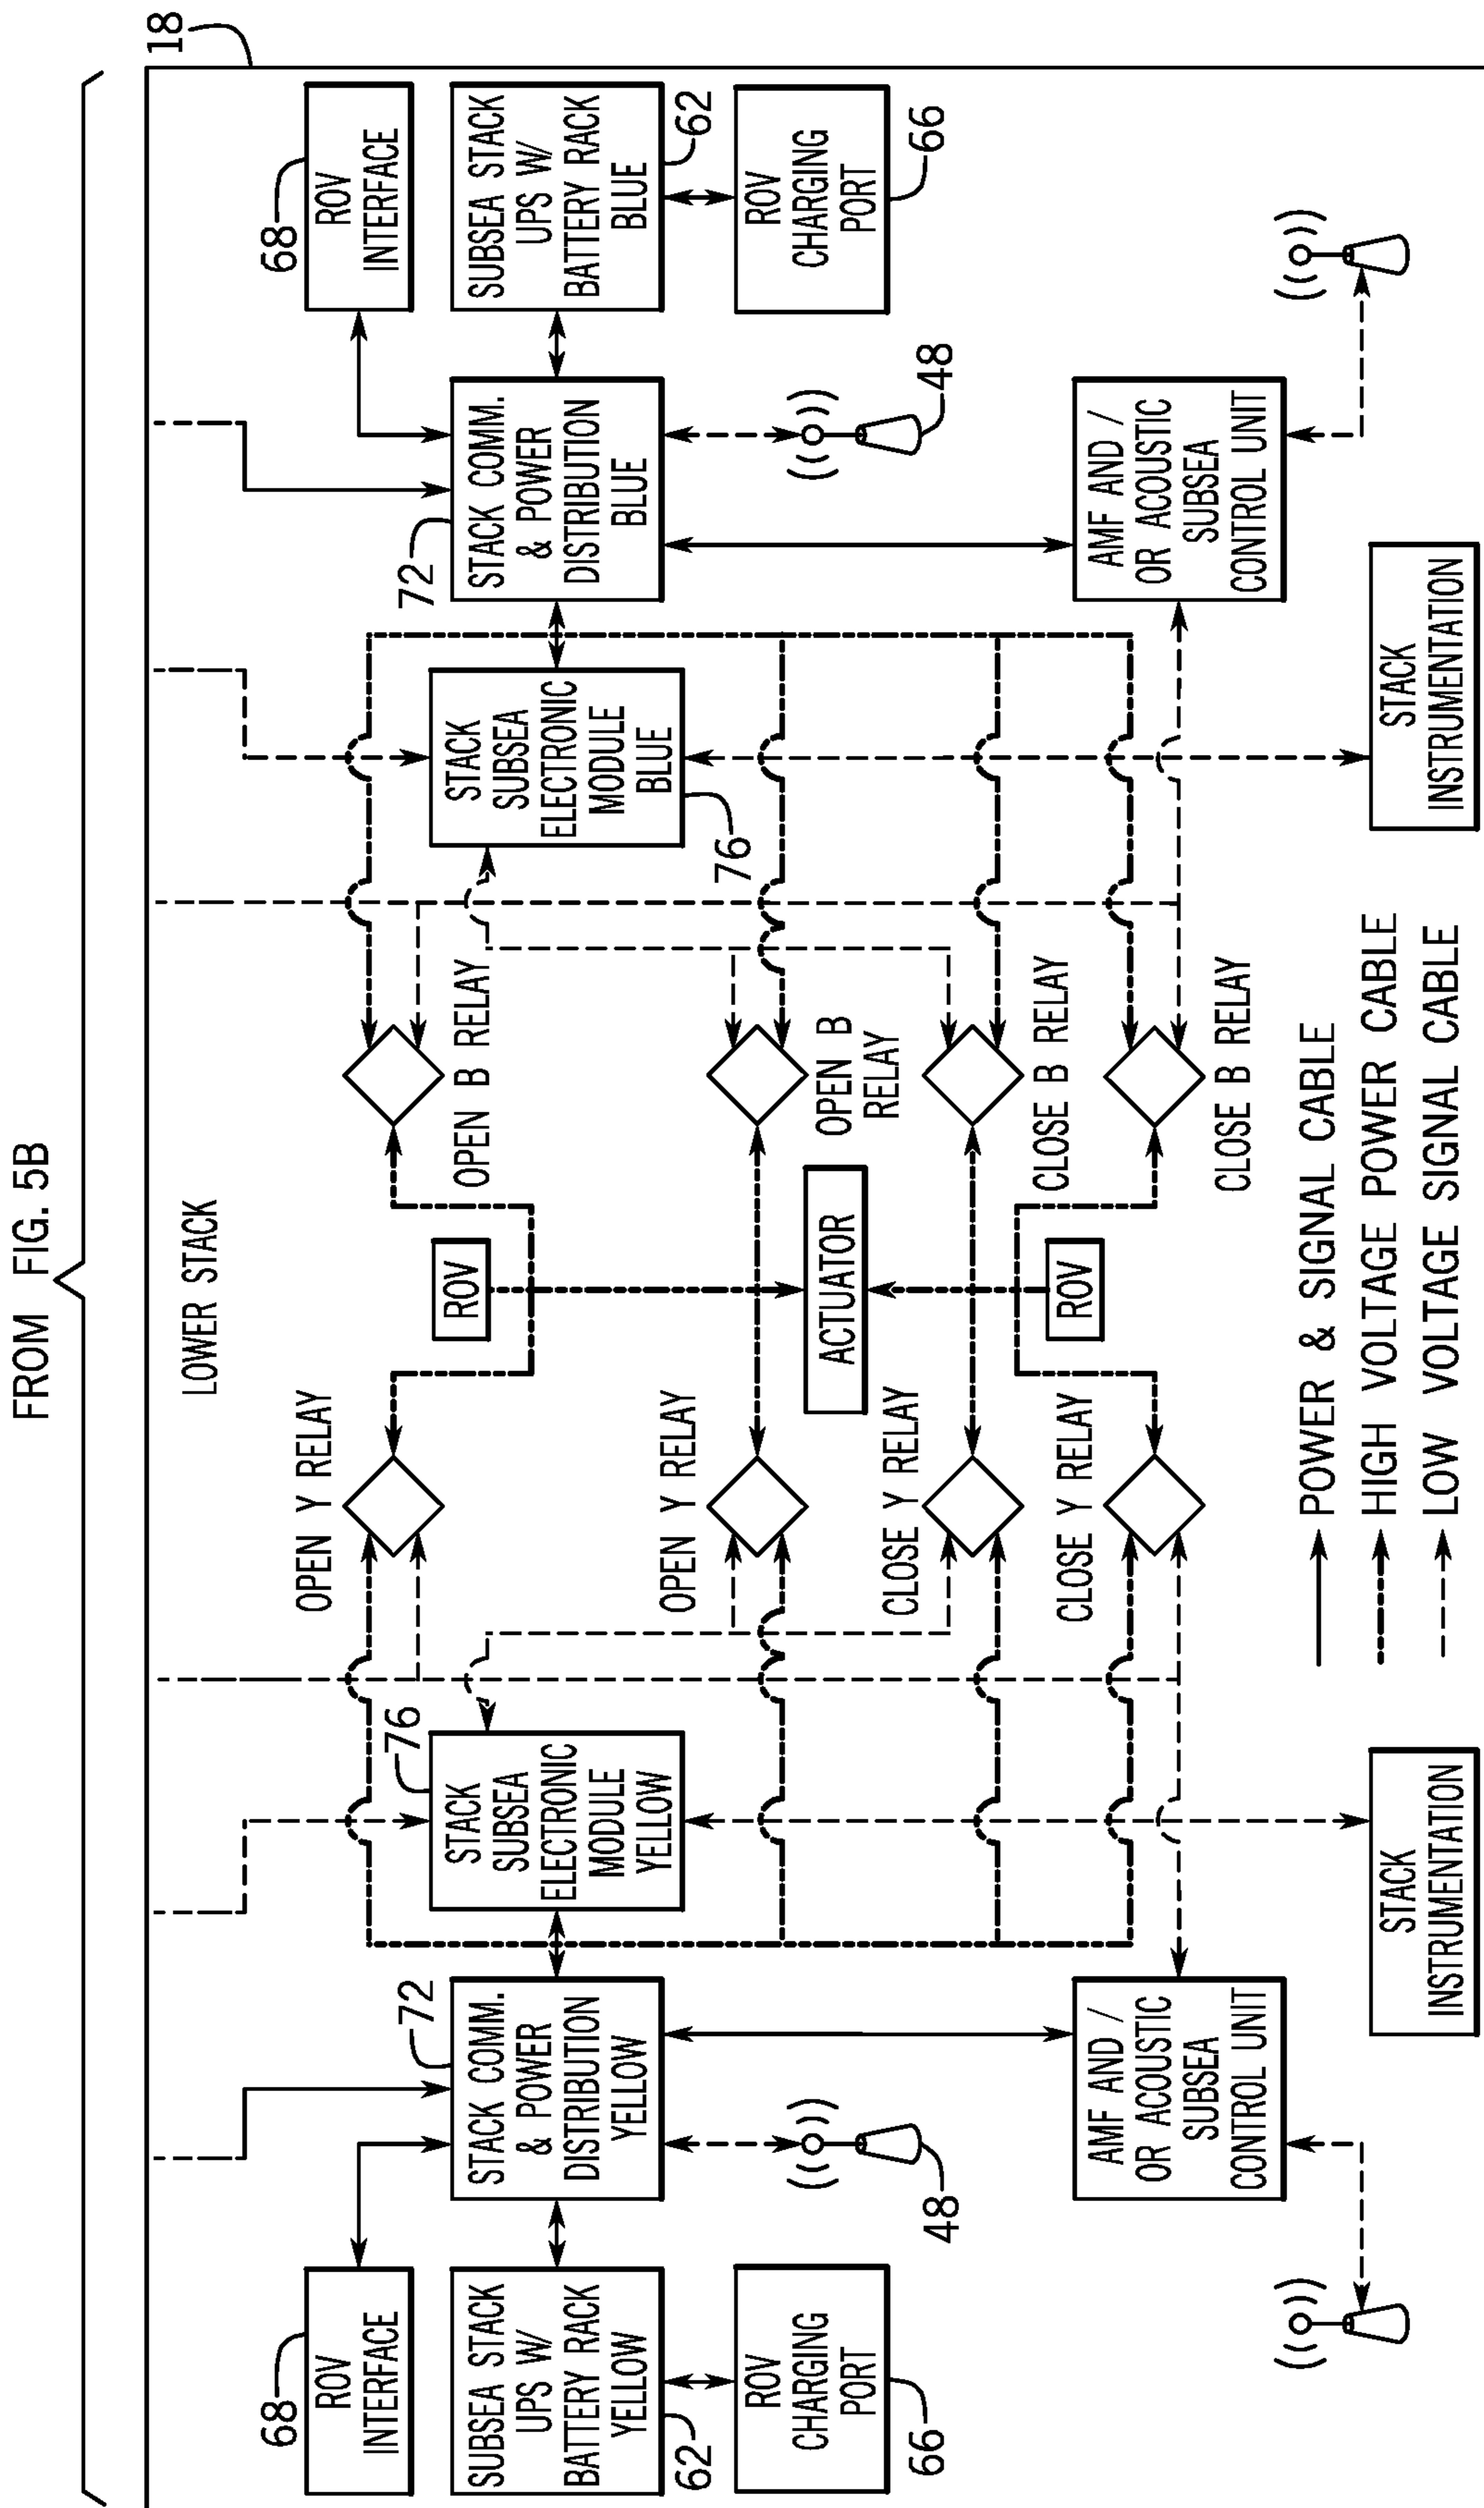 FROM FIG. 5B
18
LOWER STACK
68
ROV
INTERFACE
SUBSEA STACK
UPS W/
BATTERY RACK
YELLOW
62
ROV
CHARGING
PORT
66
72
STACK COMM.
& POWER
DISTRIBUTION
YELLOW
48
AMF AND /
OR ACOUSTIC
SUBSEA
CONTROL UNIT
76
STACK
SUBSEA
ELECTRONIC
MODULE
YELLOW
STACK
INSTRUMENTATION
OPEN Y RELAY
OPEN Y RELAY
CLOSE Y RELAY
CLOSE Y RELAY
ROV
ACTUATOR
ROV
OPEN B RELAY
OPEN B
RELAY
CLOSE B RELAY
CLOSE B RELAY
STACK
SUBSEA
ELECTRONIC
MODULE
BLUE
76
STACK
INSTRUMENTATION
72
STACK COMM.
& POWER
DISTRIBUTION
BLUE
48
AMF AND /
OR ACOUSTIC
SUBSEA
CONTROL UNIT
68
ROV
INTERFACE
SUBSEA STACK
UPS W/
BATTERY RACK
BLUE
62
ROV
CHARGING
PORT
66
POWER & SIGNAL CABLE
HIGH VOLTAGE POWER CABLE
LOW VOLTAGE SIGNAL CABLE